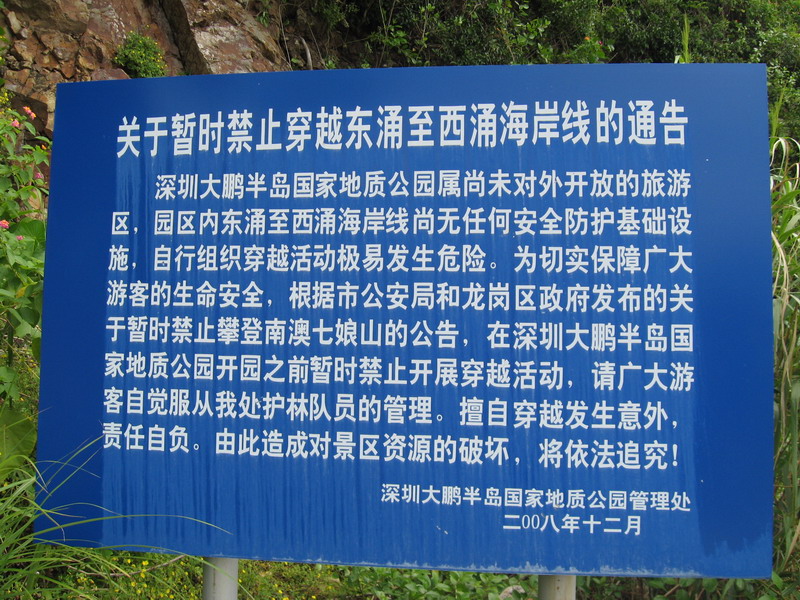 关于暂时禁止穿越东涌至西涌海岸线的通告
深圳大鹏半岛国家地质公园属尚未对外开放的旅游
区，园区内东涌至西涌海岸线尚无任何安全防护基础设
施，自行组织穿越活动极易发生危险。为切实保障广大
游客的生命安全，根据市公安局和龙岗区政府发布的关
于暂时禁止攀登南澳七娘山的公告，在深圳大鹏半岛国
家地质公园开园之前暂时禁止开展穿越活动，请广大游
客自觉服从我处护林队员的管理。擅自穿越发生意外，
责任自负。由此造成对景区资源的破坏，将依法追究！
深圳大鹏半岛国家地质公园管理处
二00八年十二月